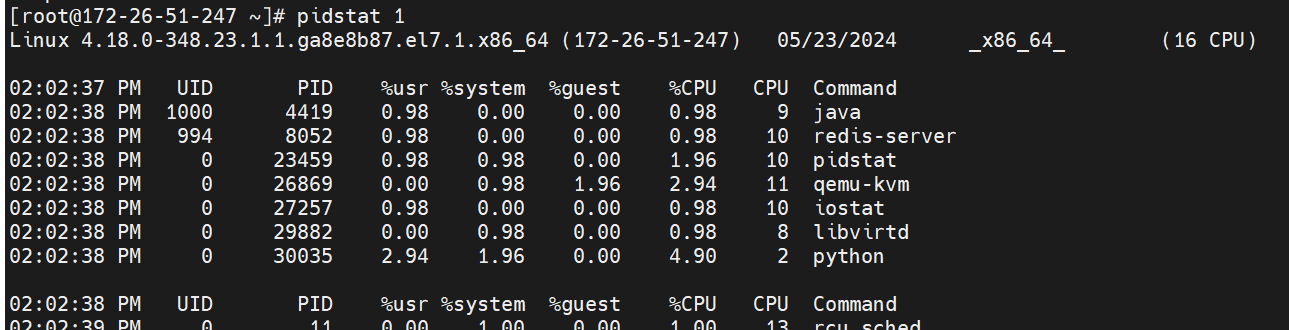 [root@172-26-51-247 ~]# pidstat 1
Linux 4.18.0-348.23.1.1.ga8e8b87.el7.1.x86_64 (172-26-51-247) 05/23/2024 _x86_64_ (16 CPU)
02:02:37 PM UID PID %usr %system %guest %CPU CPU Command
02:02:38 PM 1000 4419 0.98 0.00 0.00 0.98 9 java
02:02:38 PM 994 8052 0.98 0.00 0.00 0.98 10 redis-server
02:02:38 PM 0 23459 0.98 0.98 0.00 1.96 10 pidstat
02:02:38 PM 0 26869 0.00 0.98 1.96 2.94 11 qemu-kvm
02:02:38 PM 0 27257 0.98 0.00 0.00 0.98 10 iostat
02:02:38 PM 0 29882 0.00 0.98 0.00 0.98 8 libvirtd
02:02:38 PM 0 30035 2.94 1.96 0.00 4.90 2 python
02:02:38 PM UID PID %usr %system %guest %CPU CPU Command
02:02:39 PM 0 11 0.00 1.00 0.00 1.00 13 rcu_sched